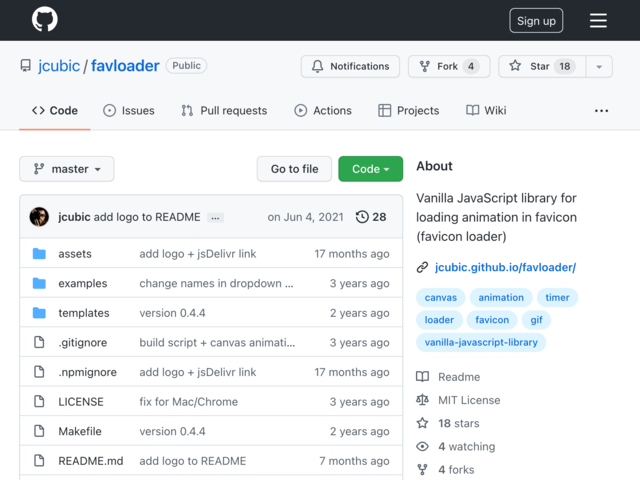 Sign up
jcubic / favloader Public
Notifications Fork 4 Star 18
Code Issues Pull requests Actions Projects Wiki ...
master Go to file Code
jcubic add logo to README ... on Jun 4, 2021 28
assets add logo + jsDelivr link 17 months ago
examples change names in dropdown ... 3 years ago
templates version 0.4.4 2 years ago
.gitignore build script + canvas animati... 3 years ago
.npmignore add logo + jsDelivr link 17 months ago
LICENSE fix for Mac/Chrome 3 years ago
Makefile version 0.4.4 2 years ago
README.md add logo to README 7 months ago
About
Vanilla JavaScript library for
loading animation in favicon
(favicon loader)
jcubic.github.io/favloader/
canvas animation timer
loader favicon gif
vanilla-javascript-library
Readme
MIT License
18 stars
4 watching
4 forks